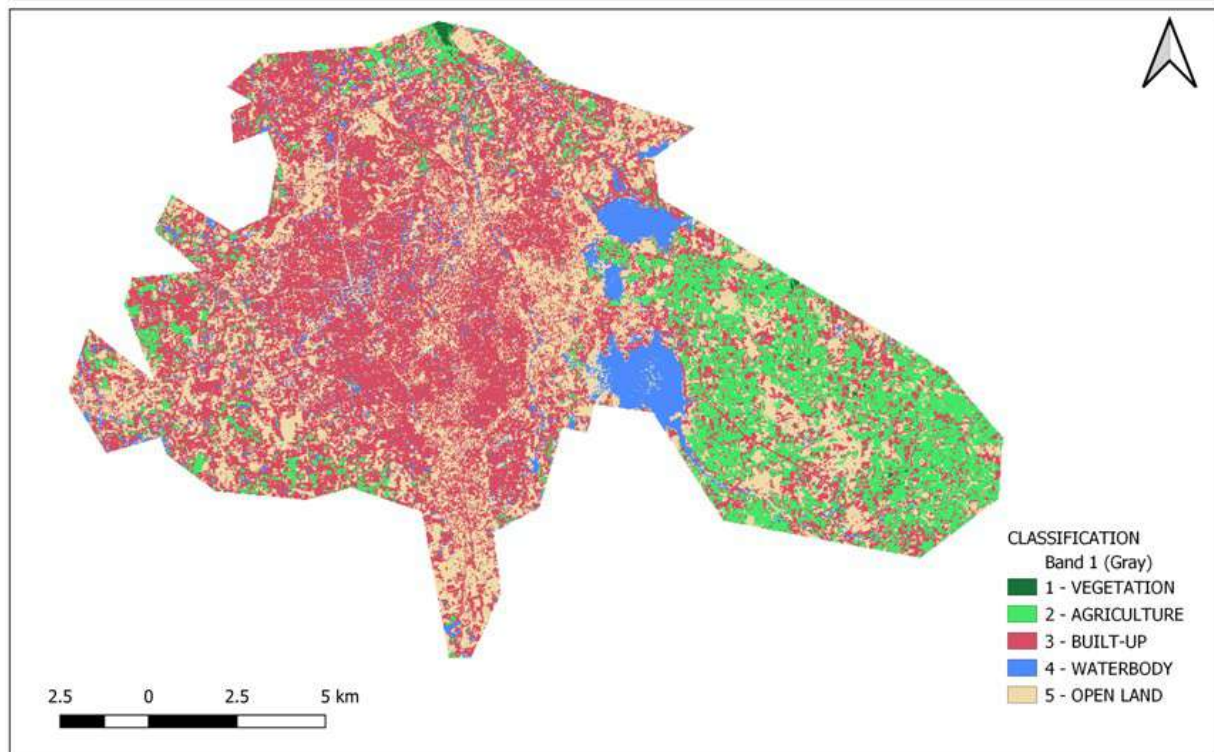 CLASSIFICATION
Band 1 (Gray)
1 - VEGETATION
2 - AGRICULTURE
3 - BUILT-UP
4 - WATERBODY
5 - OPEN LAND
2.5 0 2.5 5 km